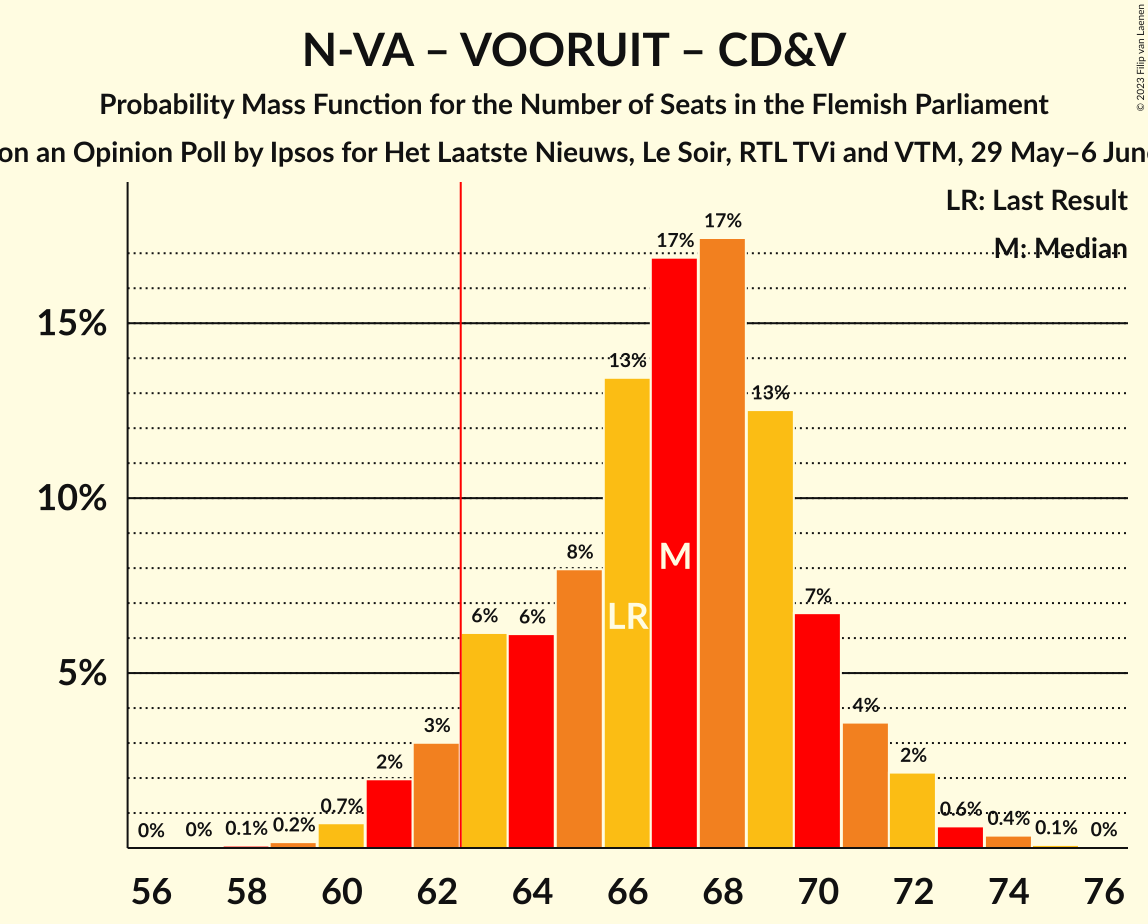 N-VA – VOORUIT – CD&V
Probability Mass Function for the Number of Seats in the Flemish Parliament
on an Opinion Poll by Ipsos for Het Laatste Nieuws, Le Soir, RTL TVi and VTM, 29 May–6 June
© 2023 Filip van Laenen
LR: Last Result
M: Median
17%
17%
15%
13%
13%
10%
M
8%
7%
LR
6%
6%
5%
4%
3%
2%
2%
0.7%
0.6%
0.4%
0.2%
0.1%
0.1%
0%
0%
0%
56 58 60 62 64 66 68 70 72 74 76